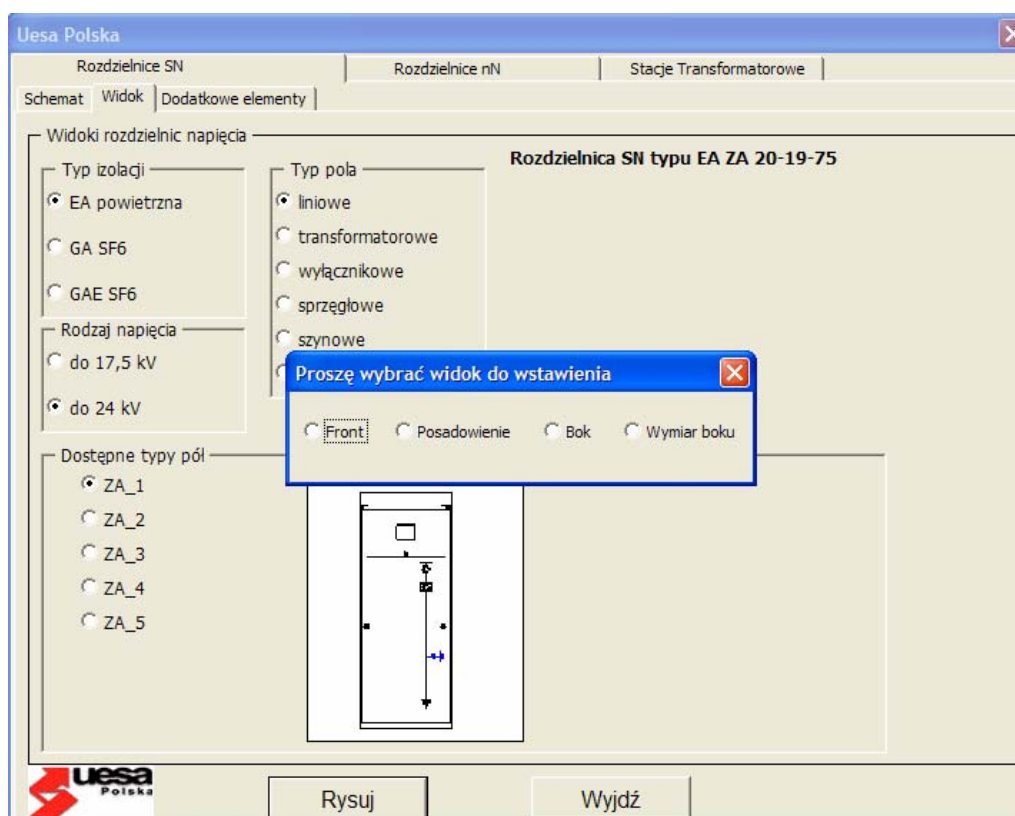 Uesa Polska
Rozdzielnice SN
Rozdzielnice nN
Stacje Transformatorowe
Schemat
Widok
Dodatkowe elementy
Widoki rozdzielnic napięcia
Rozdzielnica SN typu EA ZA 20-19-75
Typ izolacji
EA powietrzna
GA SF6
GAE SF6
Typ pola
liniowe
transformatorowe
wyłącznikowe
sprzęgłowe
szynowe
Rodzaj napięcia
do 17,5 kV
do 24 kV
Proszę wybrać widok do wstawienia
Front
Posadowienie
Bok
Wymiar boku
Dostępne typy pól
ZA_1
ZA_2
ZA_3
ZA_4
ZA_5
uesa
Polska
Rysuj
Wyjdź